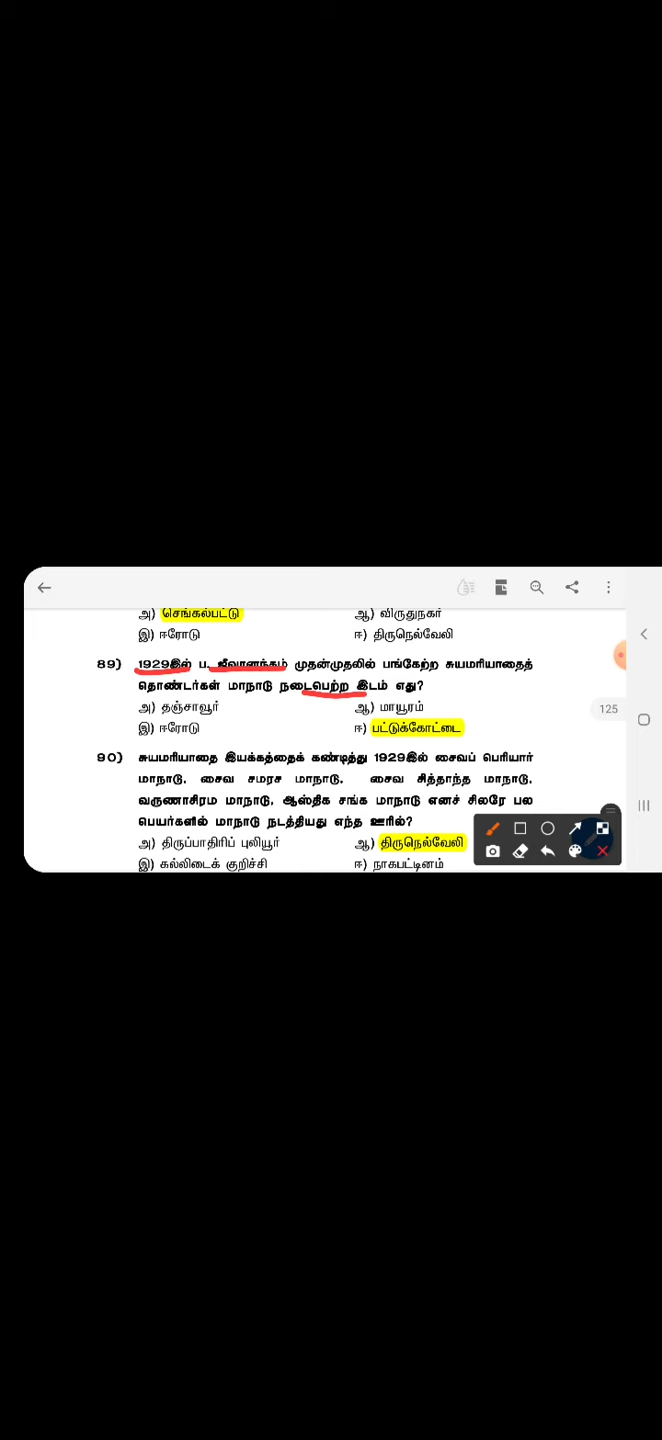 அ) செங்கல்பட்டு ஆ) விருதுநகர்
இ) ஈரோடு ஈ) திருநெல்வேலி
89) 1929இல் ப. ஜீவானந்தம் முதன்முதலில் பங்கேற்ற சுயமரியாதைத்
தொண்டர்கள் மாநாடு நடைபெற்ற இடம் எது?
அ) தஞ்சாவூர் ஆ) மாயூரம்
இ) ஈரோடு ஈ) பட்டுக்கோட்டை
125
90) சுயமரியாதை இயக்கத்தைக் கண்டித்து 1929இல் சைவப் பெரியார்
மாநாடு, சைவ சமரச மாநாடு, சைவ சித்தாந்த மாநாடு,
வருணாசிரம மாநாடு, ஆஸ்திக சங்க மாநாடு எனச் சிலரே பல
பெயர்களில் மாநாடு நடத்தியது எந்த ஊரில்?
அ) திருப்பாதிரிப் புலியூர் ஆ) திருநெல்வேலி
இ) கல்லிடைக் குறிச்சி ஈ) நாகபட்டினம்